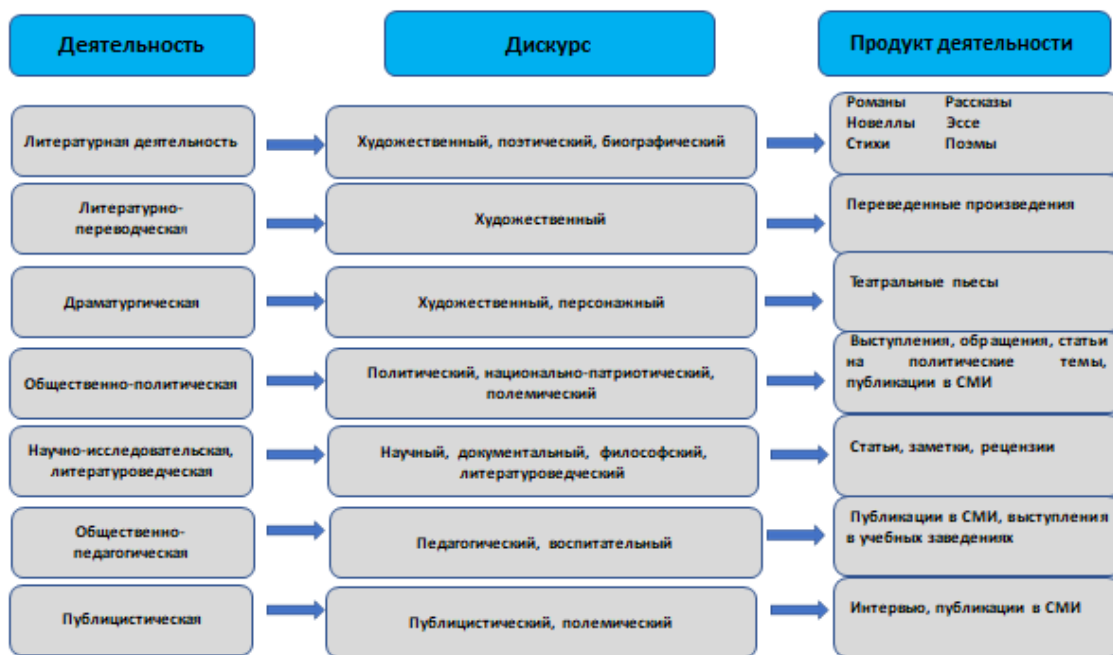 Деятельность
Дискурс
Продукт деятельности
Литературная деятельность
Художественный, поэтический, биографический
Романы Рассказы
Новеллы Эссе
Стихи Поэмы
Литературно-
переводческая
Художественный
Переведенные произведения
Драматургическая
Художественный, персонажный
Театральные пьесы
Общественно-политическая
Политический, национально-патриотический,
полемический
Выступления, обращения, статьи
на политические темы,
публикации в СМИ
Научно-исследовательская,
литературоведческая
Научный, документальный, философский,
литературоведческий
Статьи, заметки, рецензии
Общественно-
педагогическая
Педагогический, воспитательный
Публикации в СМИ, выступления
в учебных заведениях
Публицистическая
Публицистический, полемический
Интервью, публикации в СМИ